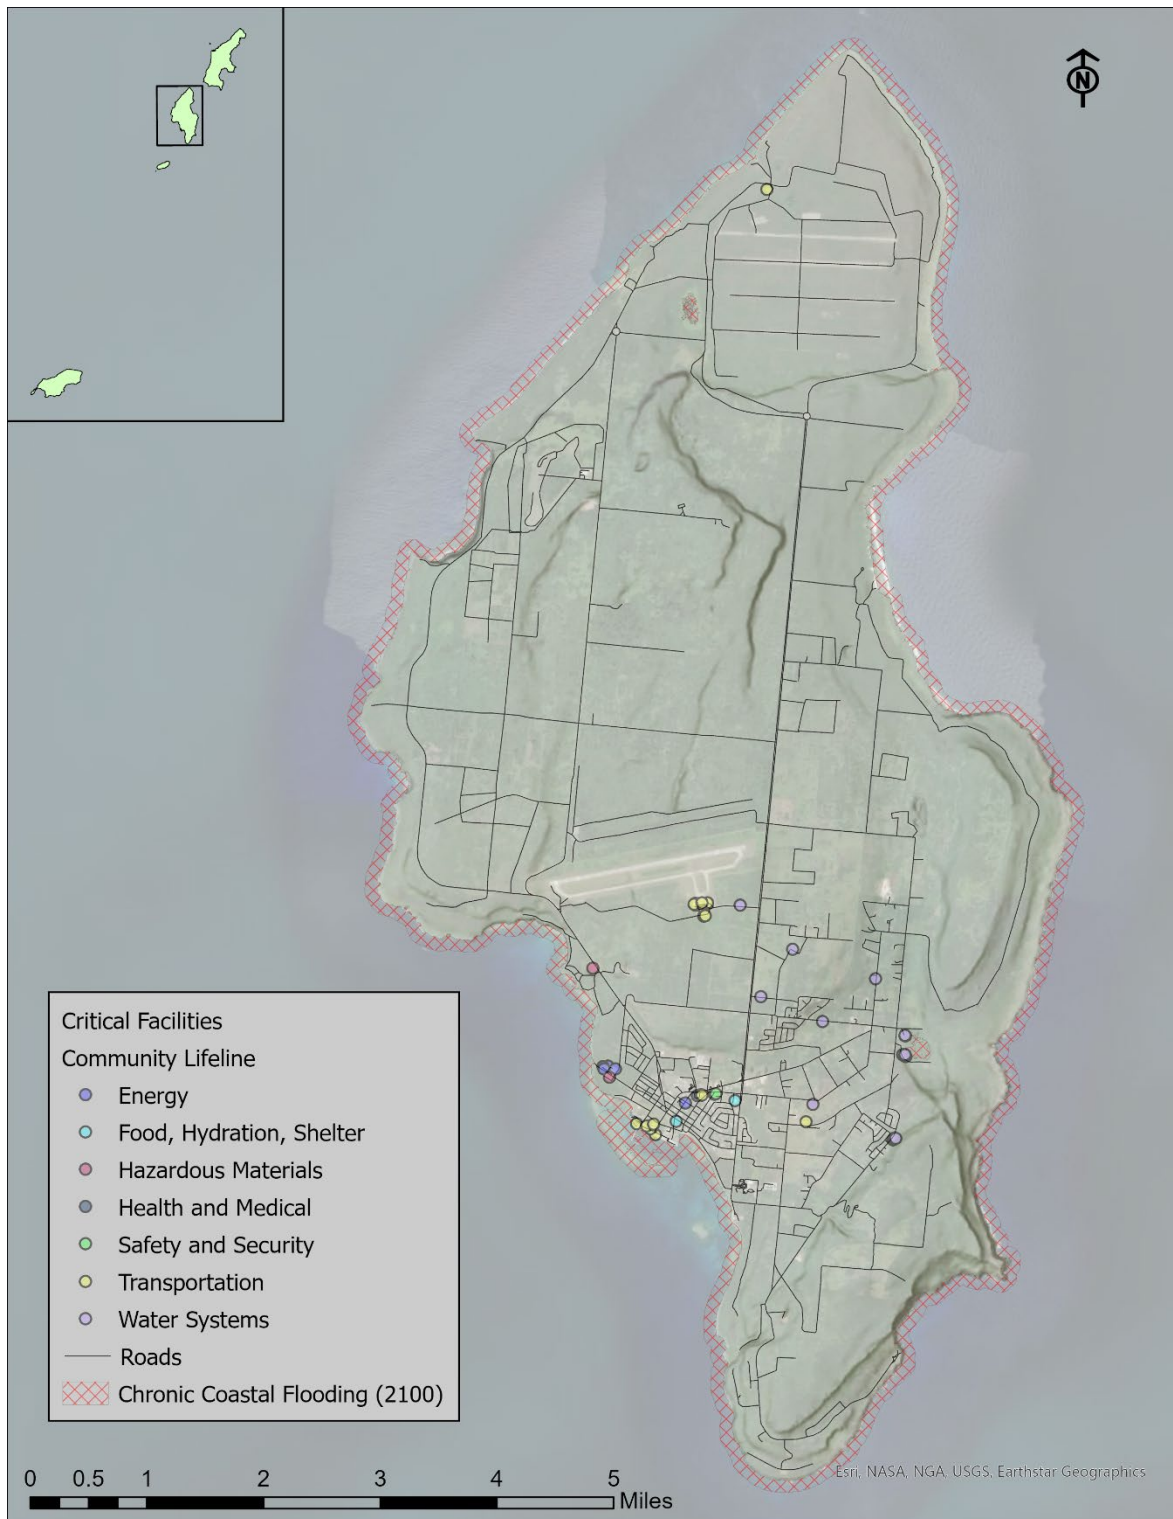 N
Critical Facilities
Community Lifeline
Energy
Food, Hydration, Shelter
Hazardous Materials
Health and Medical
Safety and Security
Transportation
Water Systems
Roads
Chronic Coastal Flooding (2100)
Esri, NASA, NGA, USGS, Earthstar Geographics
0 0.5 1 2 3 4 5
Miles